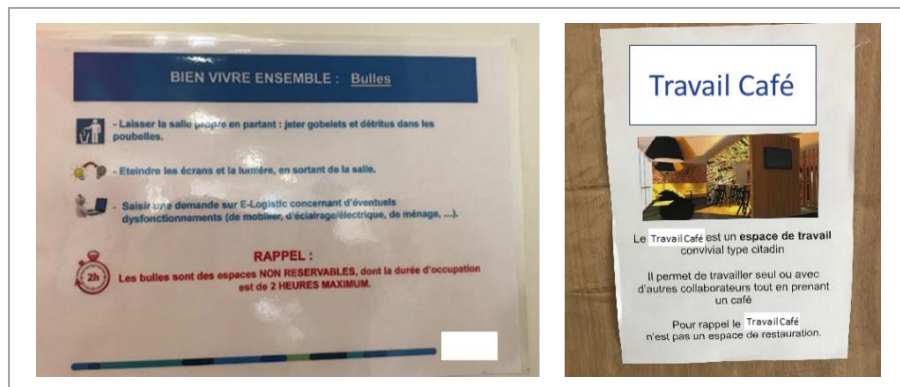 BIEN VIVRE ENSEMBLE : Bulles
- Laisser la salle propre en partant : jeter gobelets et détritus dans les
poubelles.
- Eteindre les écrans et la lumière, en sortant de la salle.
- Saisir une demande sur E-Logistic concernant d'éventuels
dysfonctionnements (de mobilier, d'éclairage/électrique, de ménage, ...).
RAPPEL :
2h
Les bulles sont des espaces NON RESERVABLES, dont la durée d'occupation
est de 2 HEURES MAXIMUM.
Travail Café
Le Travail Café est un espace de travail
convivial type citadin
Il permet de travailler seul ou avec
d'autres collaborateurs tout en prenant
un café
Pour rappel le Travail Café
n'est pas un espace de restauration.